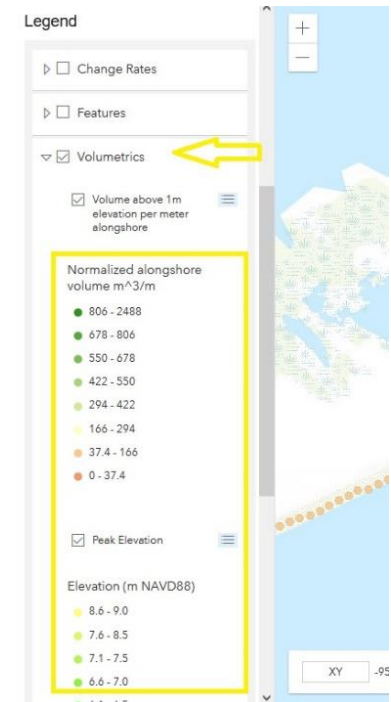 Legend
Change Rates
Features
Volumetrics
Volume above 1m
elevation per meter
alongshore
Normalized alongshore
volume m^3/m
806 - 2488
678 - 806
550 - 678
422 - 550
294 - 422
166 - 294
37.4 - 166
0 - 37.4
Peak Elevation
Elevation (m NAVD88)
8.6 - 9.0
7.6 - 8.5
7.1 - 7.5
6.6 - 7.0
+
−
XY -95